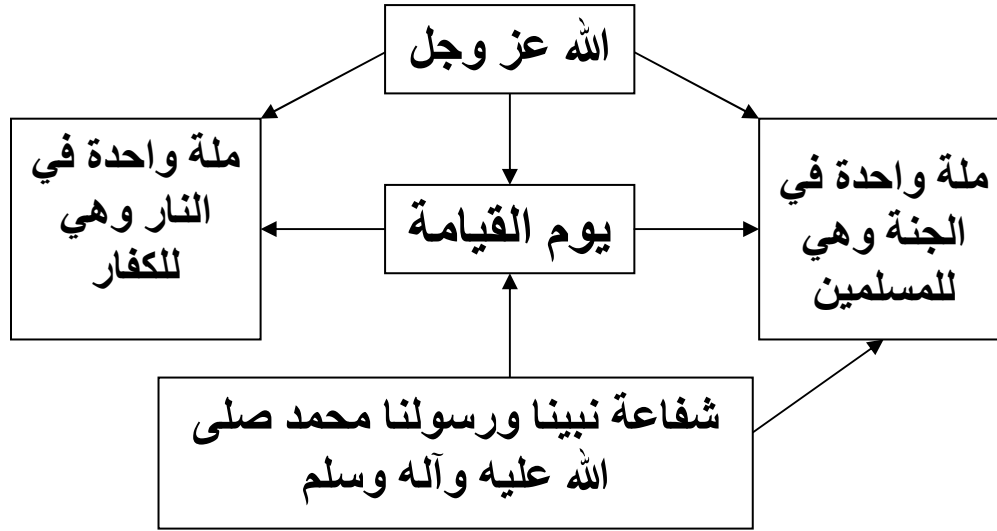 الله عز وجل
ملة واحدة في
الجنة وهي
للمسلمين
يوم القيامة
ملة واحدة في
النار وهي
للكفار
شفاعة نبينا ورسولنا محمد صلى
الله عليه وآله وسلم